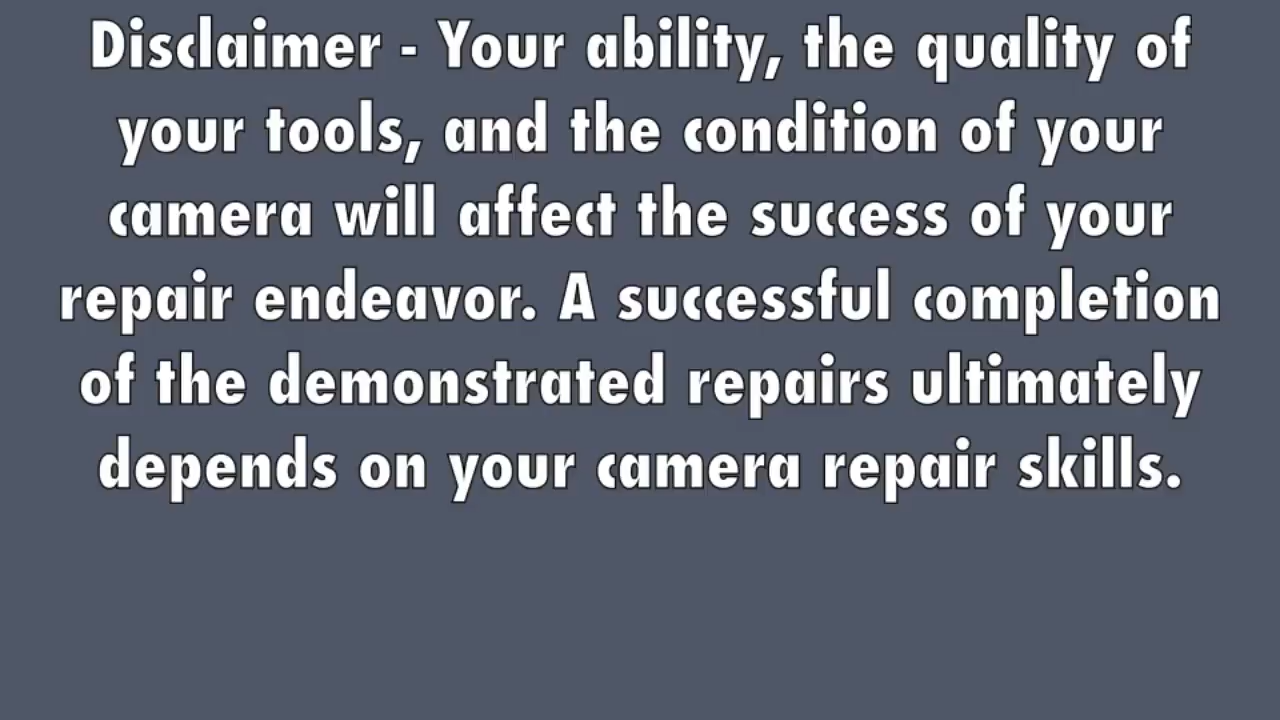 Disclaimer - Your ability, the quality of
your tools, and the condition of your
camera will affect the success of your
repair endeavor. A successful completion
of the demonstrated repairs ultimately
depends on your camera repair skills.